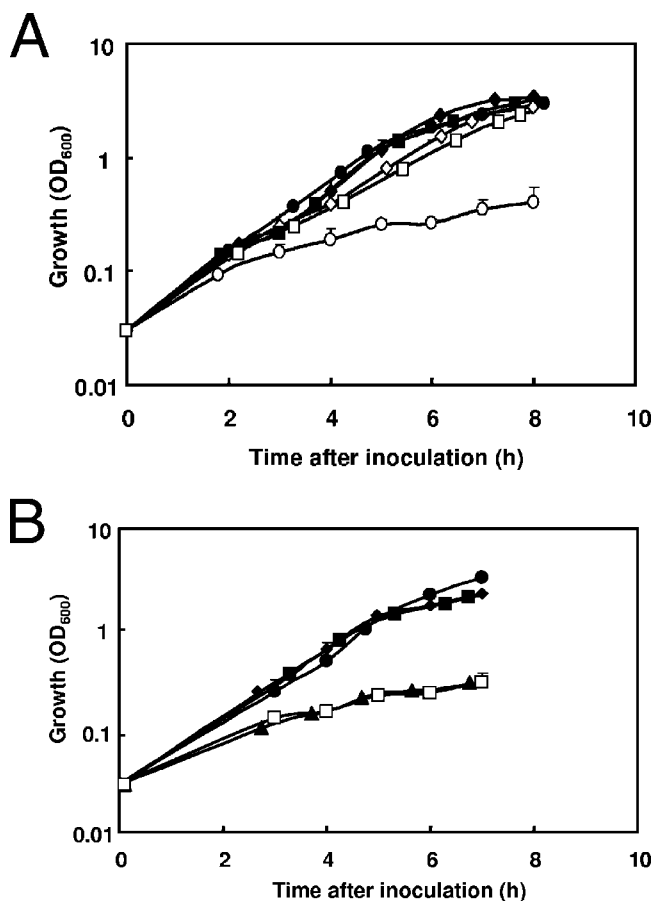 A
10
1
0.1
0.01
Growth (OD600)
0 2 4 6 8 10
Time after inoculation (h)
B
10
1
0.1
0.01
Growth (OD600)
0 2 4 6 8 10
Time after inoculation (h)